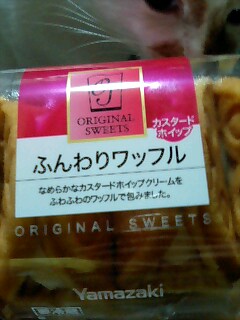 ORIGINAL
SWEETS
カスタード
ホイップ
ふんわりワッフル
なめらかなカスタードホイップクリームを
ふわふわのワッフルで包みました。
ORIGINAL SWEETS
Yamazaki